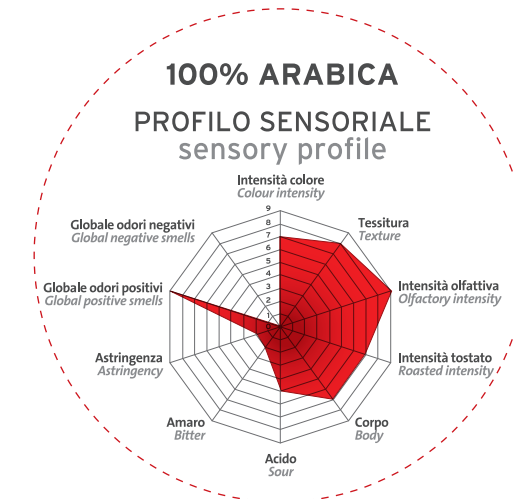 100% ARABICA
PROFILO SENSORIALE
sensory profile
Intensità colore
Colour intensity
9
8
7
6
5
4
3
2
1
0
Tessitura
Texture
Intensità olfattiva
Olfactory intensity
Intensità tostato
Roasted intensity
Corpo
Body
Acido
Sour
Amaro
Bitter
Astringenza
Astringency
Globale odori positivi
Global positive smells
Globale odori negativi
Global negative smells